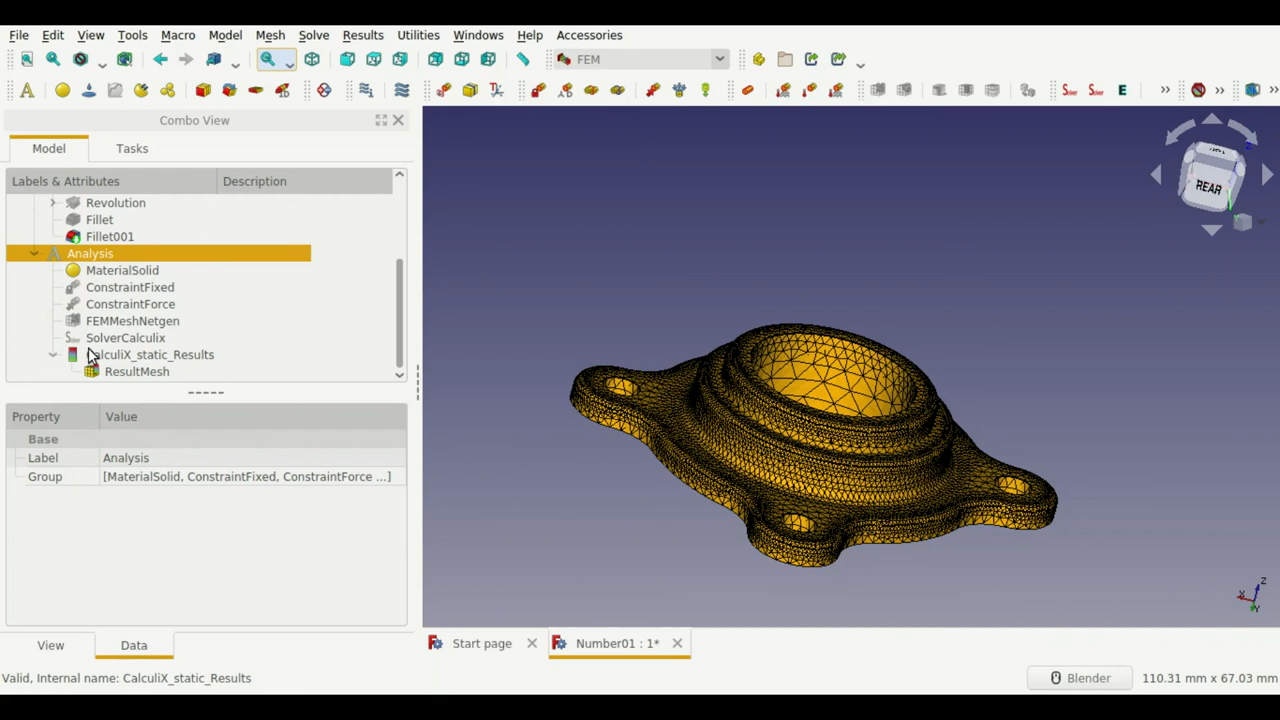 File Edit View Tools Macro Model Mesh Solve Results Utilities Windows Help Accessories
FEM
Combo View
Model Tasks
Labels & Attributes Description
Revolution
Fillet
Fillet001
Analysis
MaterialSolid
ConstraintFixed
ConstraintForce
FEMMeshNetgen
SolverCalculix
CalculiX_static_Results
ResultMesh
Property Value
Base
Label Analysis
Group [MaterialSolid, ConstraintFixed, ConstraintForce ...]
View Data
REAR
Z
X
Y
Start page Number01 : 1*
Valid, Internal name: CalculiX_static_Results
Blender 110.31 mm x 67.03 mm